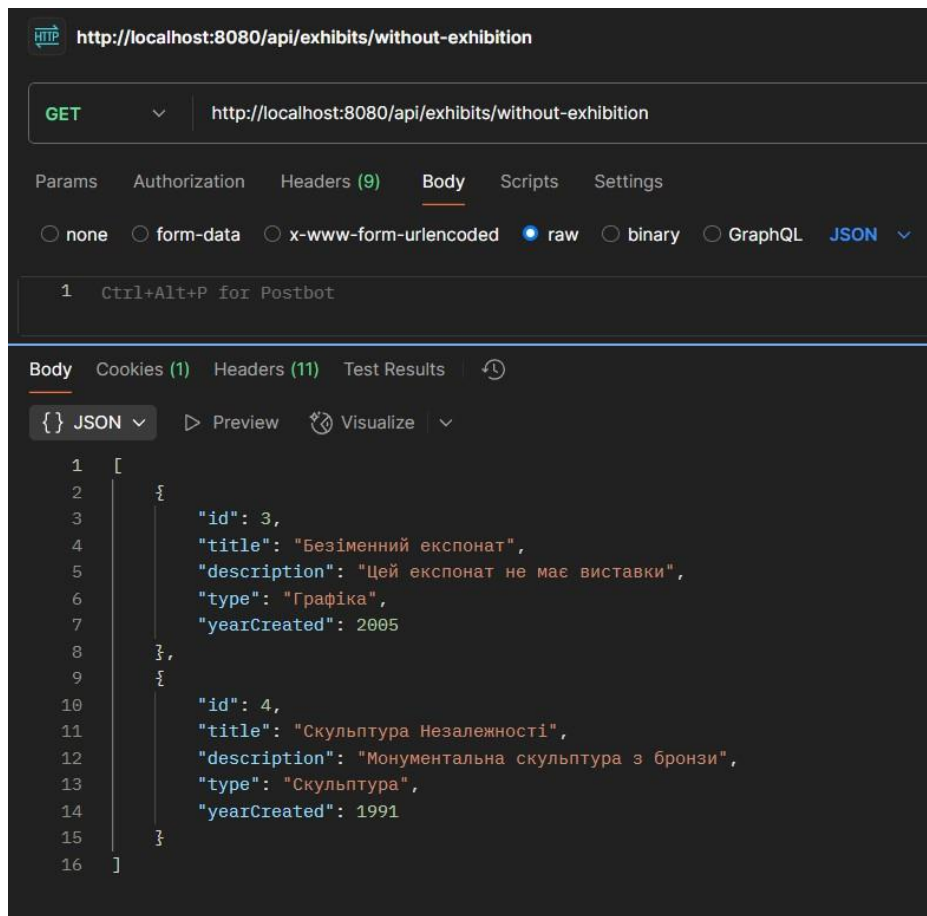 HTTP http://localhost:8080/api/exhibits/without-exhibition
GET http://localhost:8080/api/exhibits/without-exhibition
Params Authorization Headers (9) Body Scripts Settings
none form-data x-www-form-urlencoded raw binary GraphQL JSON
1 Ctrl+Alt+P for Postbot
Body Cookies (1) Headers (11) Test Results
{} JSON Preview Visualize
1 [
2 {
3 "id": 3,
4 "title": "Безіменний експонат",
5 "description": "Цей експонат не має виставки",
6 "type": "Графіка",
7 "yearCreated": 2005
8 },
9 {
10 "id": 4,
11 "title": "Скульптура Незалежності",
12 "description": "Монументальна скульптура з бронзи",
13 "type": "Скульптура",
14 "yearCreated": 1991
15 }
16 ]